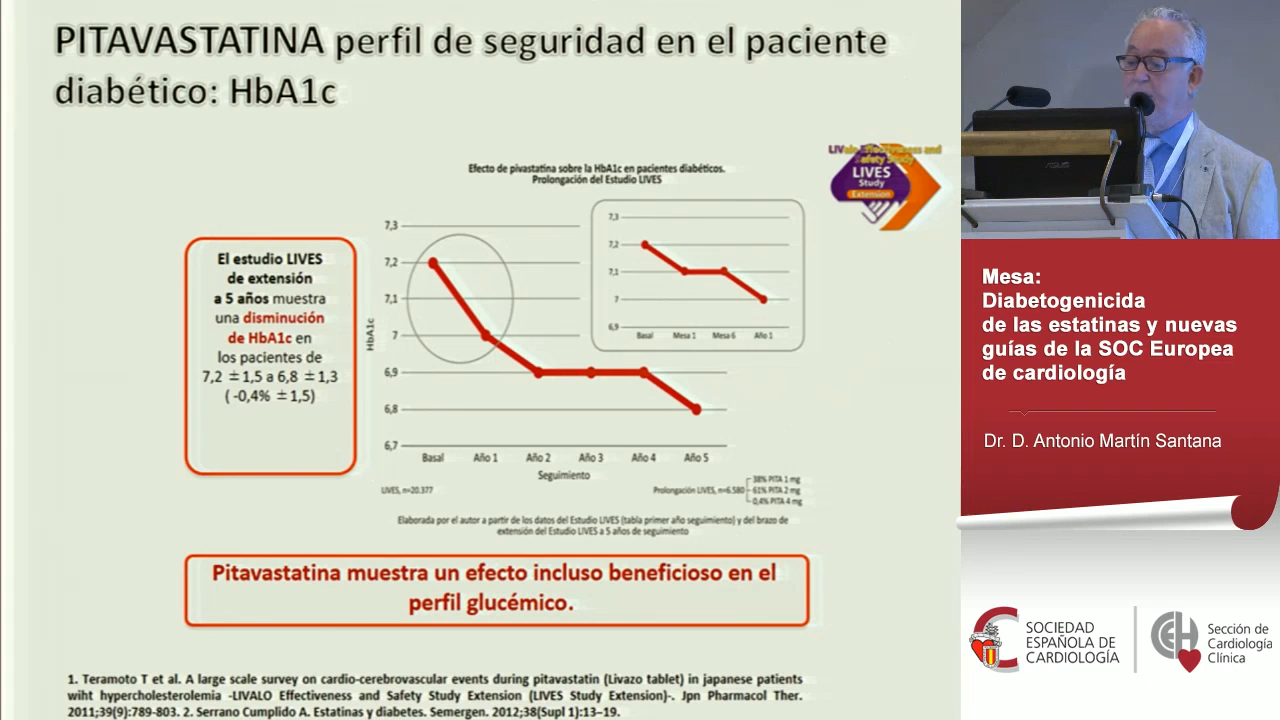 PITAVASTATINA perfil de seguridad en el paciente
diabético: HbA1c
Efecto de pivastatina sobre la HbA1c en pacientes diabéticos.
Prolongación del Estudio LIVES
LIValo Effectiveness and
Safety Study
LIVES
Study
Extension
El estudio LIVES
de extensión
a 5 años muestra
una disminución
de HbA1c en
los pacientes de
7,2 ±1,5 a 6,8 ±1,3
( -0,4% ±1,5)
HbA1c
7,3
7,2
7,1
7
6,9
6,8
6,7
Basal Año 1 Año 2 Año 3 Año 4 Año 5
Seguimiento
7,3
7,2
7,1
7
6,9
Basal Mesa 1 Mesa 6 Año 1
LIVES, n=20.377
Prolongación LIVES, n=6.580
38% PITA 1 mg
61% PITA 2 mg
0,4% PITA 4 mg
Elaborada por el autor a partir de los datos del Estudio LIVES (tabla primer año seguimiento) y del brazo de
extensión del Estudio LIVES a 5 años de seguimiento
Pitavastatina muestra un efecto incluso beneficioso en el
perfil glucémico.
1. Teramoto T et al. A large scale survey on cardio-cerebrovascular events during pitavastatin (Livazo tablet) in japanese patients
wiht hypercholesterolemia -LIVALO Effectiveness and Safety Study Extension (LIVES Study Extension)-. Jpn Pharmacol Ther.
2011;39(9):789-803. 2. Serrano Cumplido A. Estatinas y diabetes. Semergen. 2012;38(Supl 1):13–19.
ASUS
Mesa:
Diabetogenicida
de las estatinas y nuevas
guías de la SOC Europea
de cardiología
Dr. D. Antonio Martín Santana
SOCIEDAD
ESPAÑOLA DE
CARDIOLOGÍA
Sección de
Cardiología
Clínica